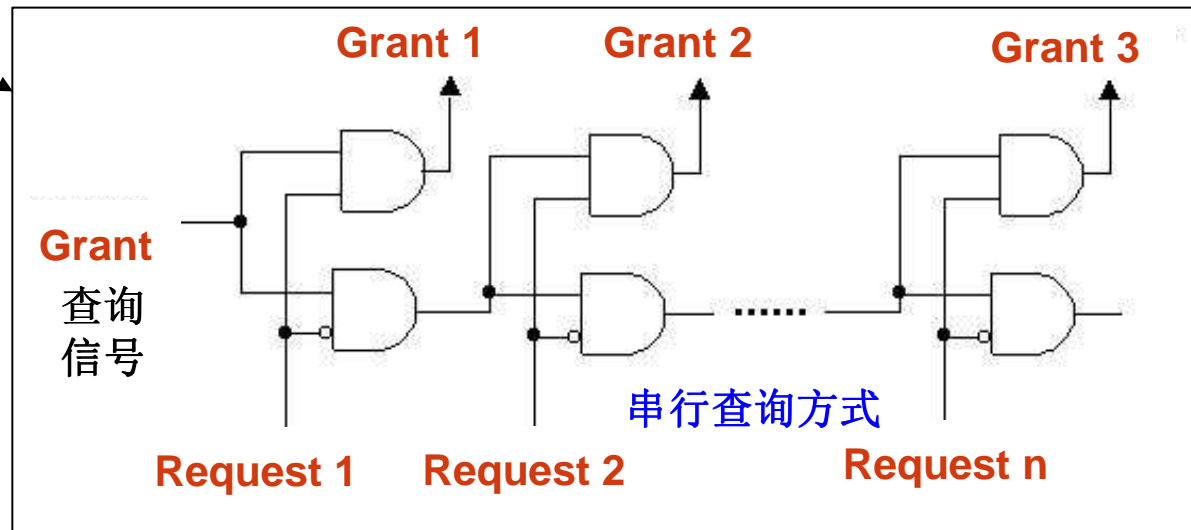 Grant 1
Grant 2
Grant 3
Grant
查询
信号
......
串行查询方式
Request 1
Request 2
Request n